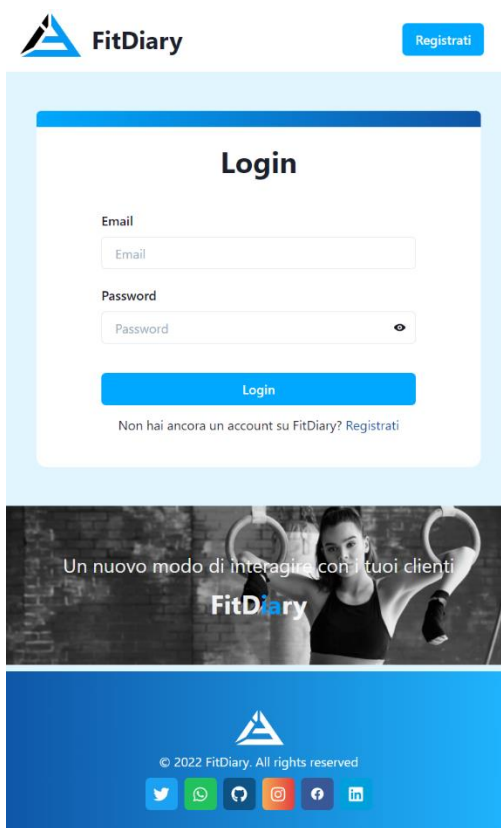 FitDiary
Registrati
Login
Email
Email
Password
Password
Login
Non hai ancora un account su FitDiary? Registrati
Un nuovo modo di interagire con i tuoi clienti
FitDiary
© 2022 FitDiary. All rights reserved